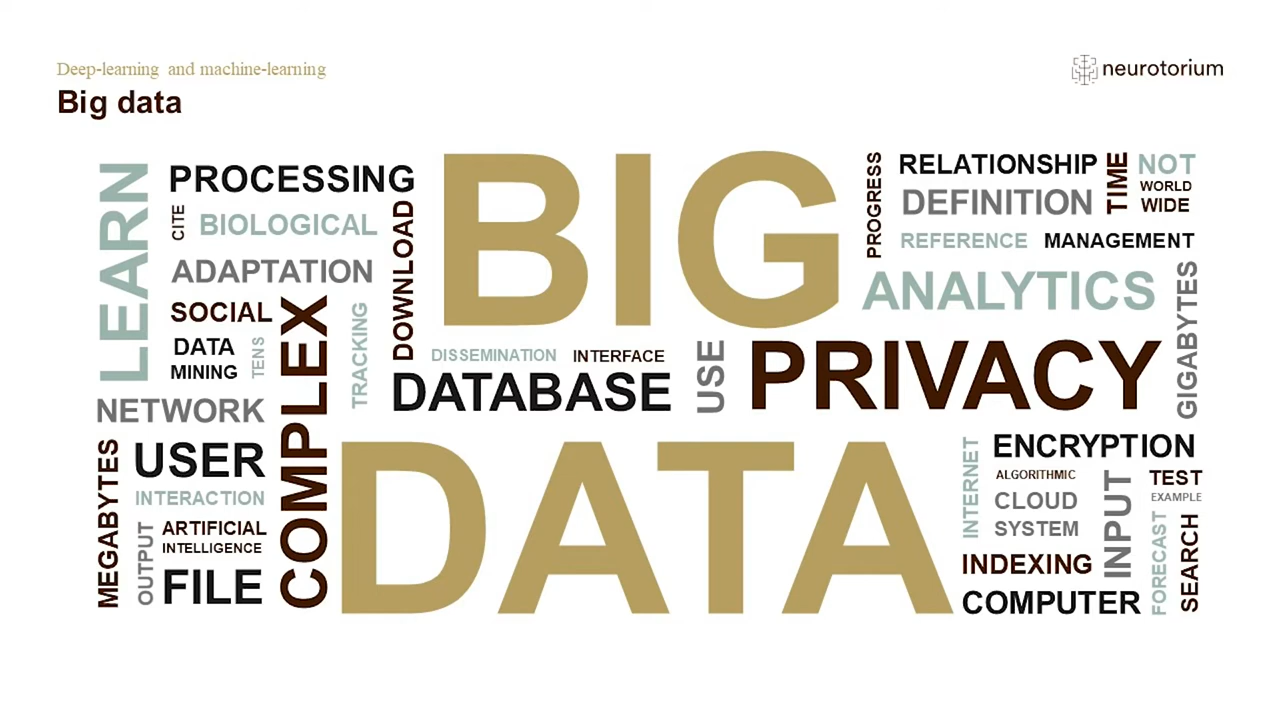 Deep-learning and machine-learning
neurotorium
Big data
LEARN
PROCESSING
CITE
BIOLOGICAL
ADAPTATION
SOCIAL
DATA
MINING
TENS
NETWORK
COMPLEX
TRACKING
DOWNLOAD
BIG
DISSEMINATION
INTERFACE
DATABASE
USE
PROGRESS
RELATIONSHIP
TIME
NOT
WORLD
WIDE
DEFINITION
REFERENCE
MANAGEMENT
ANALYTICS
GIGABYTES
PRIVACY
MEGABYTES
USER
INTERACTION
OUTPUT
ARTIFICIAL
INTELLIGENCE
FILE
DATA
INTERNET
ENCRYPTION
ALGORITHMIC
CLOUD
SYSTEM
INPUT
TEST
EXAMPLE
INDEXING
COMPUTER
FORECAST
SEARCH